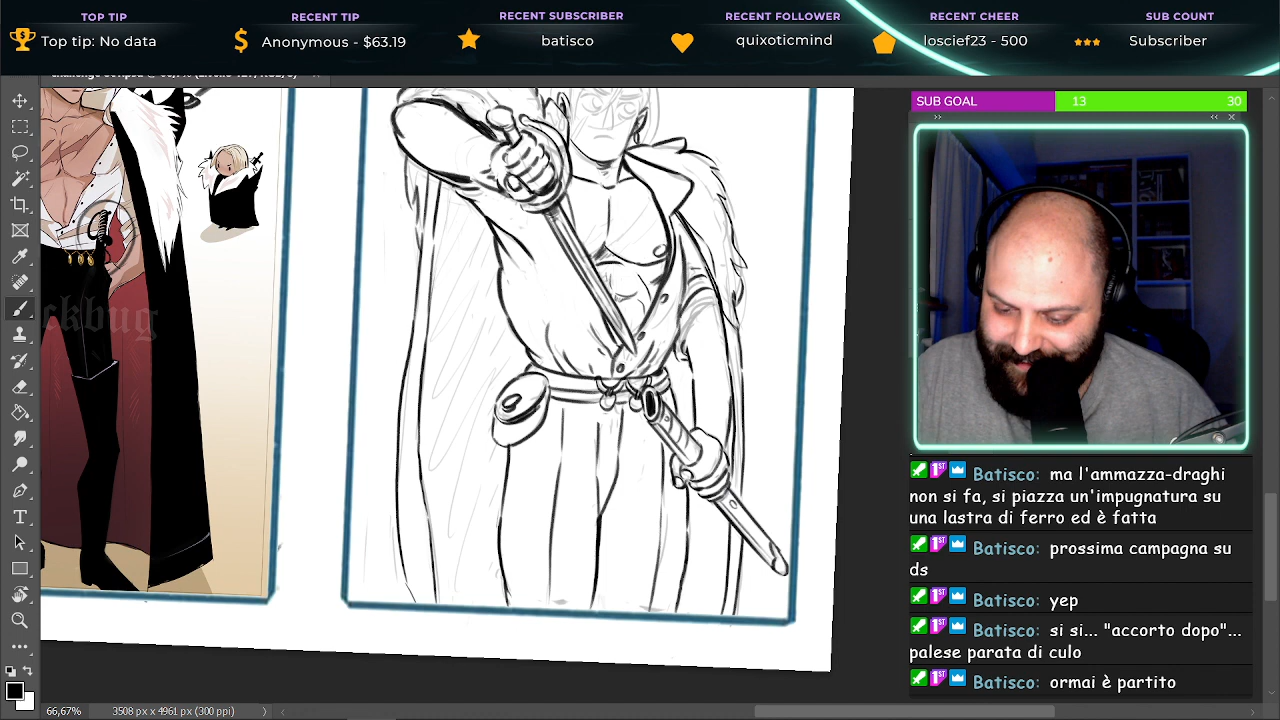 TOP TIP
Top tip: No data
RECENT TIP
Anonymous - $63.19
RECENT SUBSCRIBER
batisco
RECENT FOLLOWER
quixoticmind
RECENT CHEER
loscief23 - 500
SUB COUNT
Subscriber
SUB GOAL 13 30
ckbug
Batisco: ma l'ammazza-draghi
non si fa, si piazza un'impugnatura su
una lastra di ferro ed è fatta
Batisco: prossima campagna su
ds
Batisco: yep
Batisco: si si... "accorto dopo"...
palese parata di culo
Batisco: ormai è partito
66,67% 3508 px x 4961 px (300 ppi)